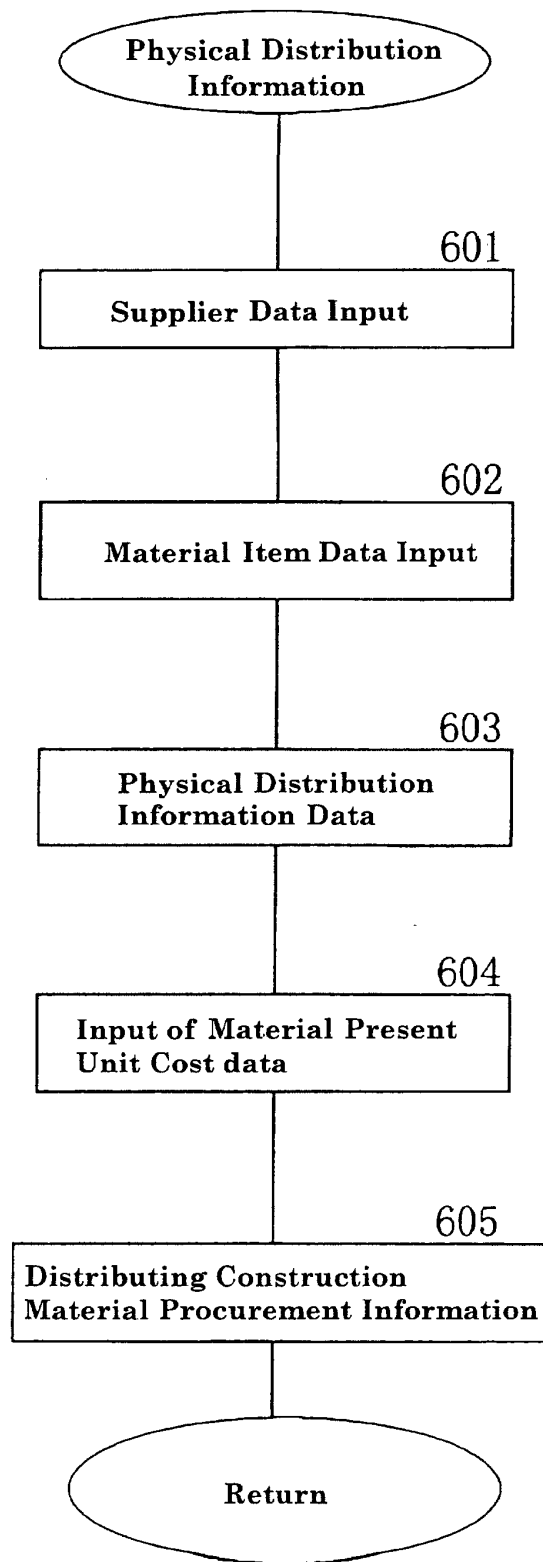 Physical Distribution
Information
601
Supplier Data Input
602
Material Item Data Input
603
Physical Distribution
Information Data
604
Input of Material Present
Unit Cost data
605
Distributing Construction
Material Procurement Information
Return